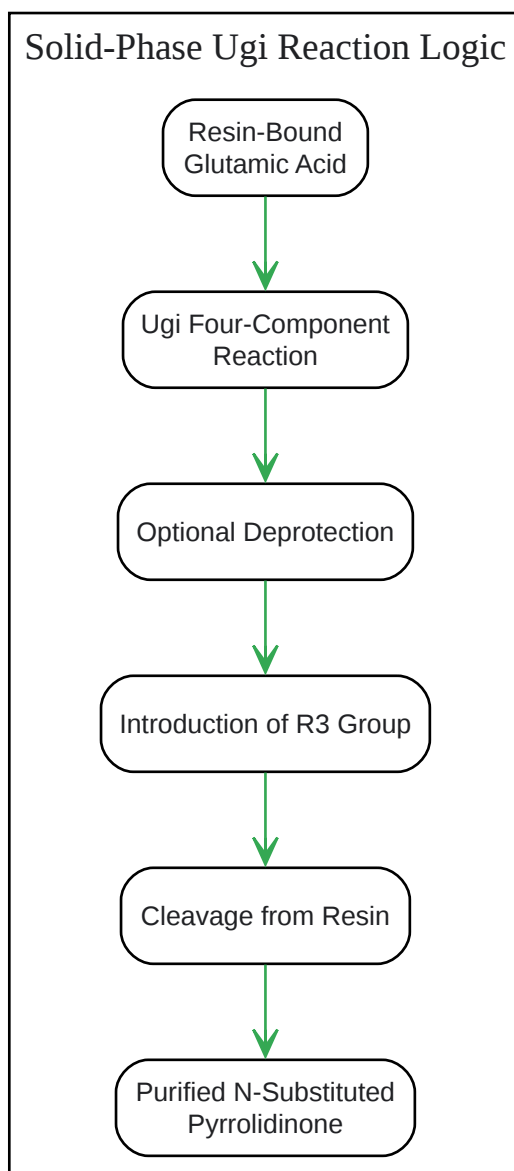 Solid-Phase Ugi Reaction Logic
Resin-Bound
Glutamic Acid
Ugi Four-Component
Reaction
Optional Deprotection
Introduction of R3 Group
Cleavage from Resin
Purified N-Substituted
Pyrrolidinone